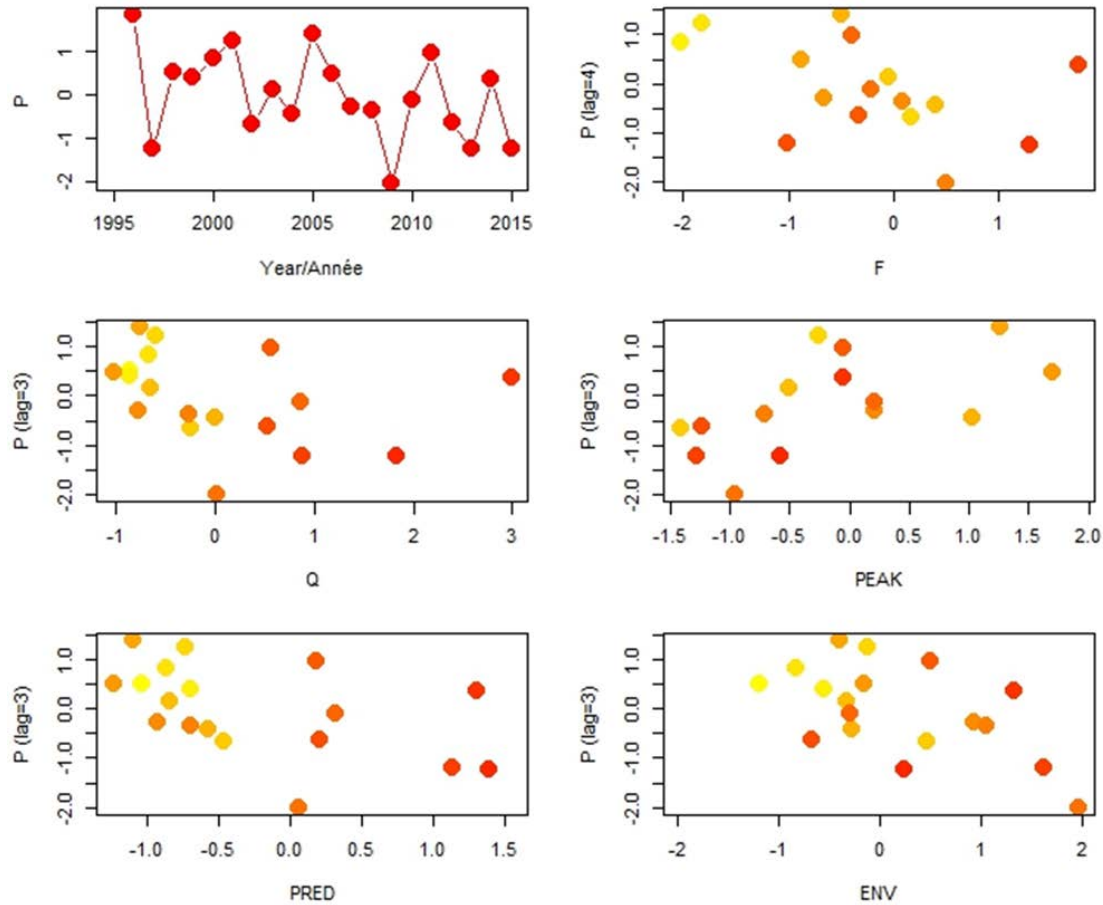 P
1
0
-1
-2
1995 2000 2005 2010 2015
Year/Année
P (lag=4)
1.0
0.0
-1.0
-2.0
-2 -1 0 1
F
P (lag=3)
1.0
0.0
-1.0
-2.0
-1 0 1 2 3
Q
P (lag=3)
1.0
0.0
-1.0
-2.0
-1.5 -1.0 -0.5 0.0 0.5 1.0 1.5 2.0
PEAK
P (lag=3)
1.0
0.0
-1.0
-2.0
-1.0 -0.5 0.0 0.5 1.0 1.5
PRED
P (lag=3)
1.0
0.0
-1.0
-2.0
-2 -1 0 1 2
ENV